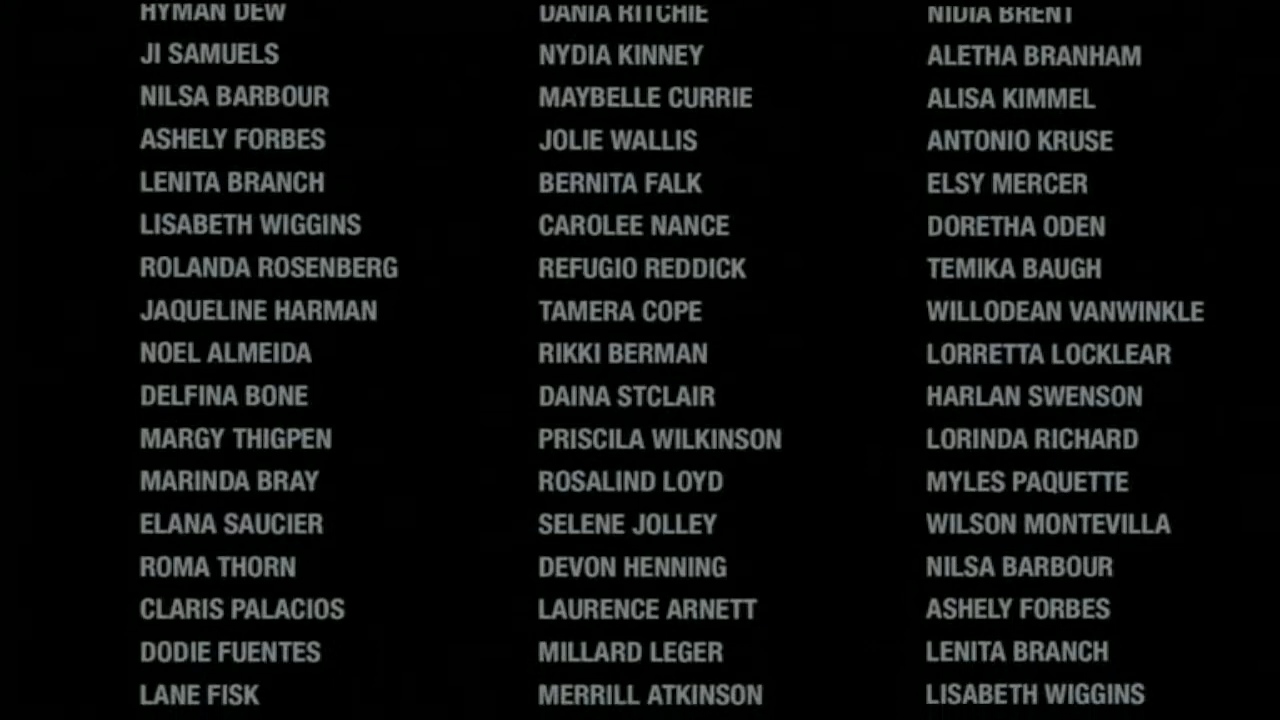 HYMAN DEW DANIA RITCHIE NIDIA BRENT
JI SAMUELS NYDIA KINNEY ALETHA BRANHAM
NILSA BARBOUR MAYBELLE CURRIE ALISA KIMMEL
ASHELY FORBES JOLIE WALLIS ANTONIO KRUSE
LENITA BRANCH BERNITA FALK ELSY MERCER
LISABETH WIGGINS CAROLEE NANCE DORETHA ODEN
ROLANDA ROSENBERG REFUGIO REDDICK TEMIKA BAUGH
JAQUELINE HARMAN TAMERA COPE WILLODEAN VANWINKLE
NOEL ALMEIDA RIKKI BERMAN LORRETTA LOCKLEAR
DELFINA BONE DAINA STCLAIR HARLAN SWENSON
MARGY THIGPEN PRISCILA WILKINSON LORINDA RICHARD
MARINDA BRAY ROSALIND LOYD MYLES PAQUETTE
ELANA SAUCIER SELENE JOLLEY WILSON MONTEVILLA
ROMA THORN DEVON HENNING NILSA BARBOUR
CLARIS PALACIOS LAURENCE ARNETT ASHELY FORBES
DODIE FUENTES MILLARD LEGER LENITA BRANCH
LANE FISK MERRILL ATKINSON LISABETH WIGGINS